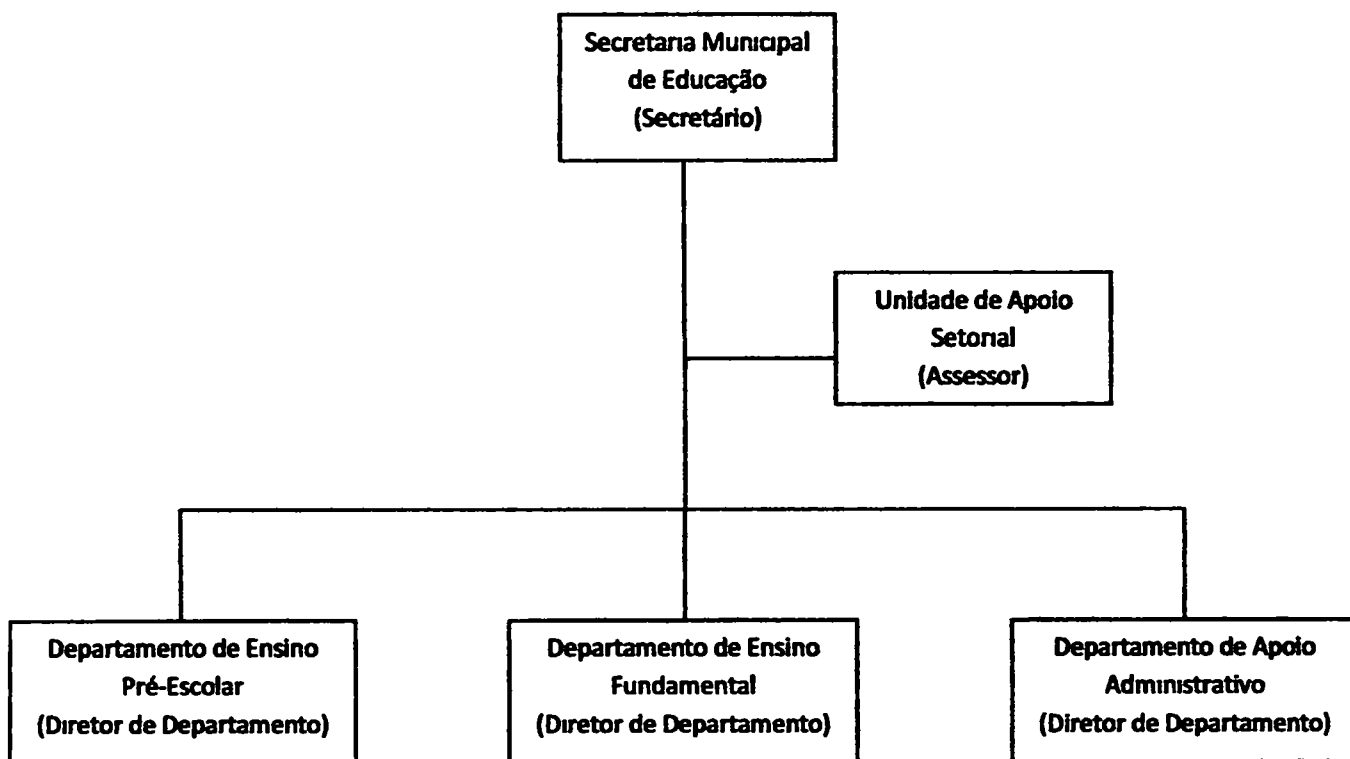 Secretaria Municipal
de Educação
(Secretário)
Unidade de Apoio
Setorial
(Assessor)
Departamento de Ensino
Pré-Escolar
(Diretor de Departamento)
Departamento de Ensino
Fundamental
(Diretor de Departamento)
Departamento de Apoio
Administrativo
(Diretor de Departamento)